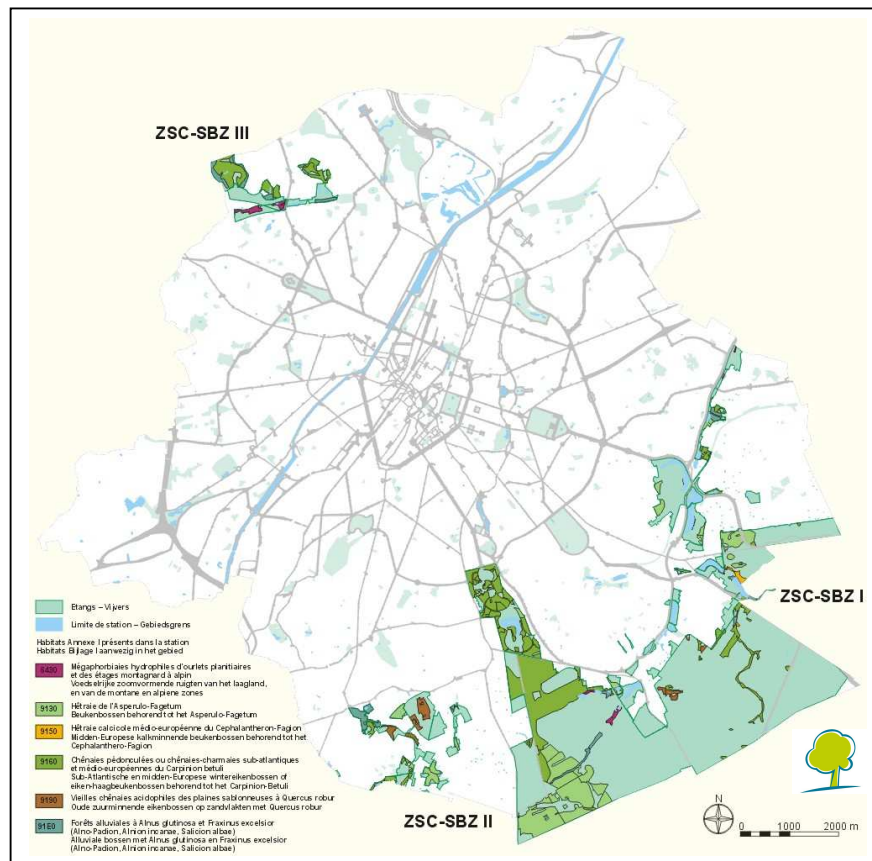 ZSC-SBZ III
ZSC-SBZ I
Etangs – Vijvers
Limite de station – Gebiedsgrens
Habitats Annexe I présents dans la station
Habitats Bijlage I aanwezig in het gebied
6430 Mégaphorbiaies hydrophiles d'ourlets planitiaires
et des étages montagnard à alpin
Voedselrijke zoomvormende ruigten van het laagland,
en van de montane en alpiene zones
9130 Hêtraie de l'Asperulo-Fagetum
Beukenbossen behorend tot het Asperulo-Fagetum
9150 Hêtraie calcicole médio-européenne du Cephalantheron-Fagion
Midden-Europese kalkminnende beukenbossen behorend tot het
Cephalanthero-Fagion
9160 Chênaies pédonculées ou chênaies-charmaies sub-atlantiques
et médio-européennes du Carpinion betuli
Sub-Atlantische en midden-Europese wintereikenbossen of
eiken-haagbeukenbossen behorend tot het Carpinion-Betuli
9190 Vieilles chênaies acidophiles des plaines sablonneuses à Quercus robur
Oude zuurminnende eikenbossen op zandvlakten met Quercus robur
91E0 Forêts alluviales à Alnus glutinosa et Fraxinus excelsior
(Alno-Padion, Alnion incanae, Salicion albae)
Alluviale bossen met Alnus glutinosa en Fraxinus excelsior
(Alno-Padion, Alnion incanae, Salicion albae)
ZSC-SBZ II
N
0 1000 2000 m